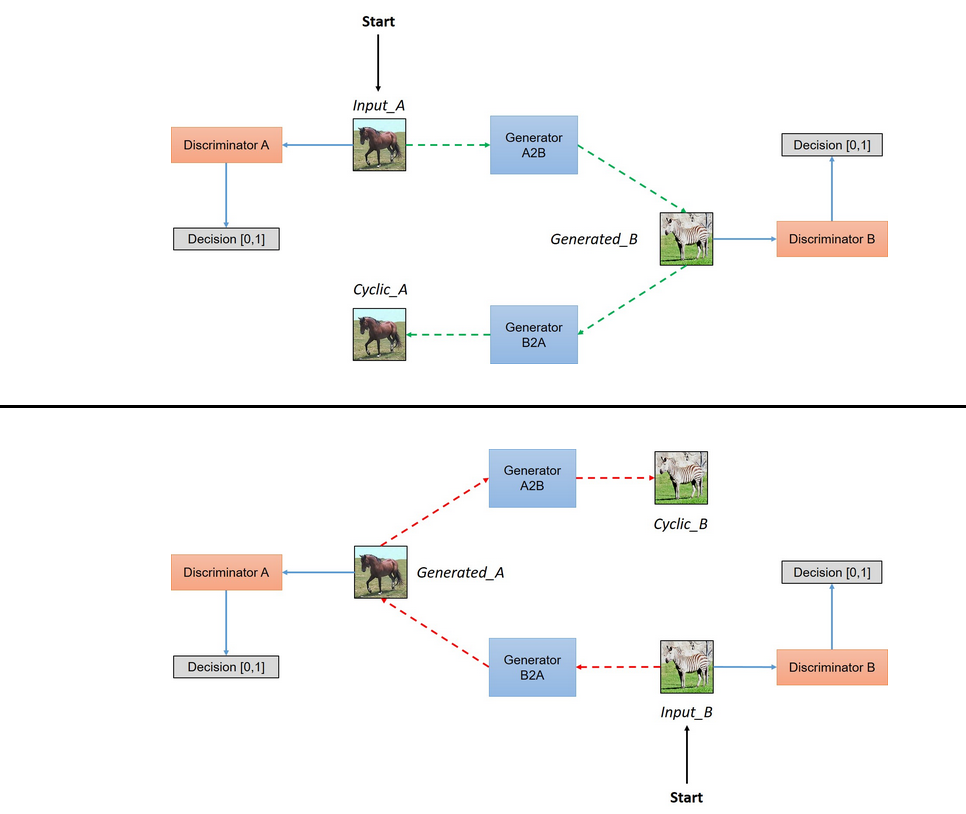 Start
Input_A
Discriminator A
Generator
A2B
Decision [0,1]
Decision [0,1]
Generated_B
Discriminator B
Cyclic_A
Generator
B2A
Generator
A2B
Cyclic_B
Discriminator A
Generated_A
Decision [0,1]
Decision [0,1]
Generator
B2A
Discriminator B
Input_B
Start